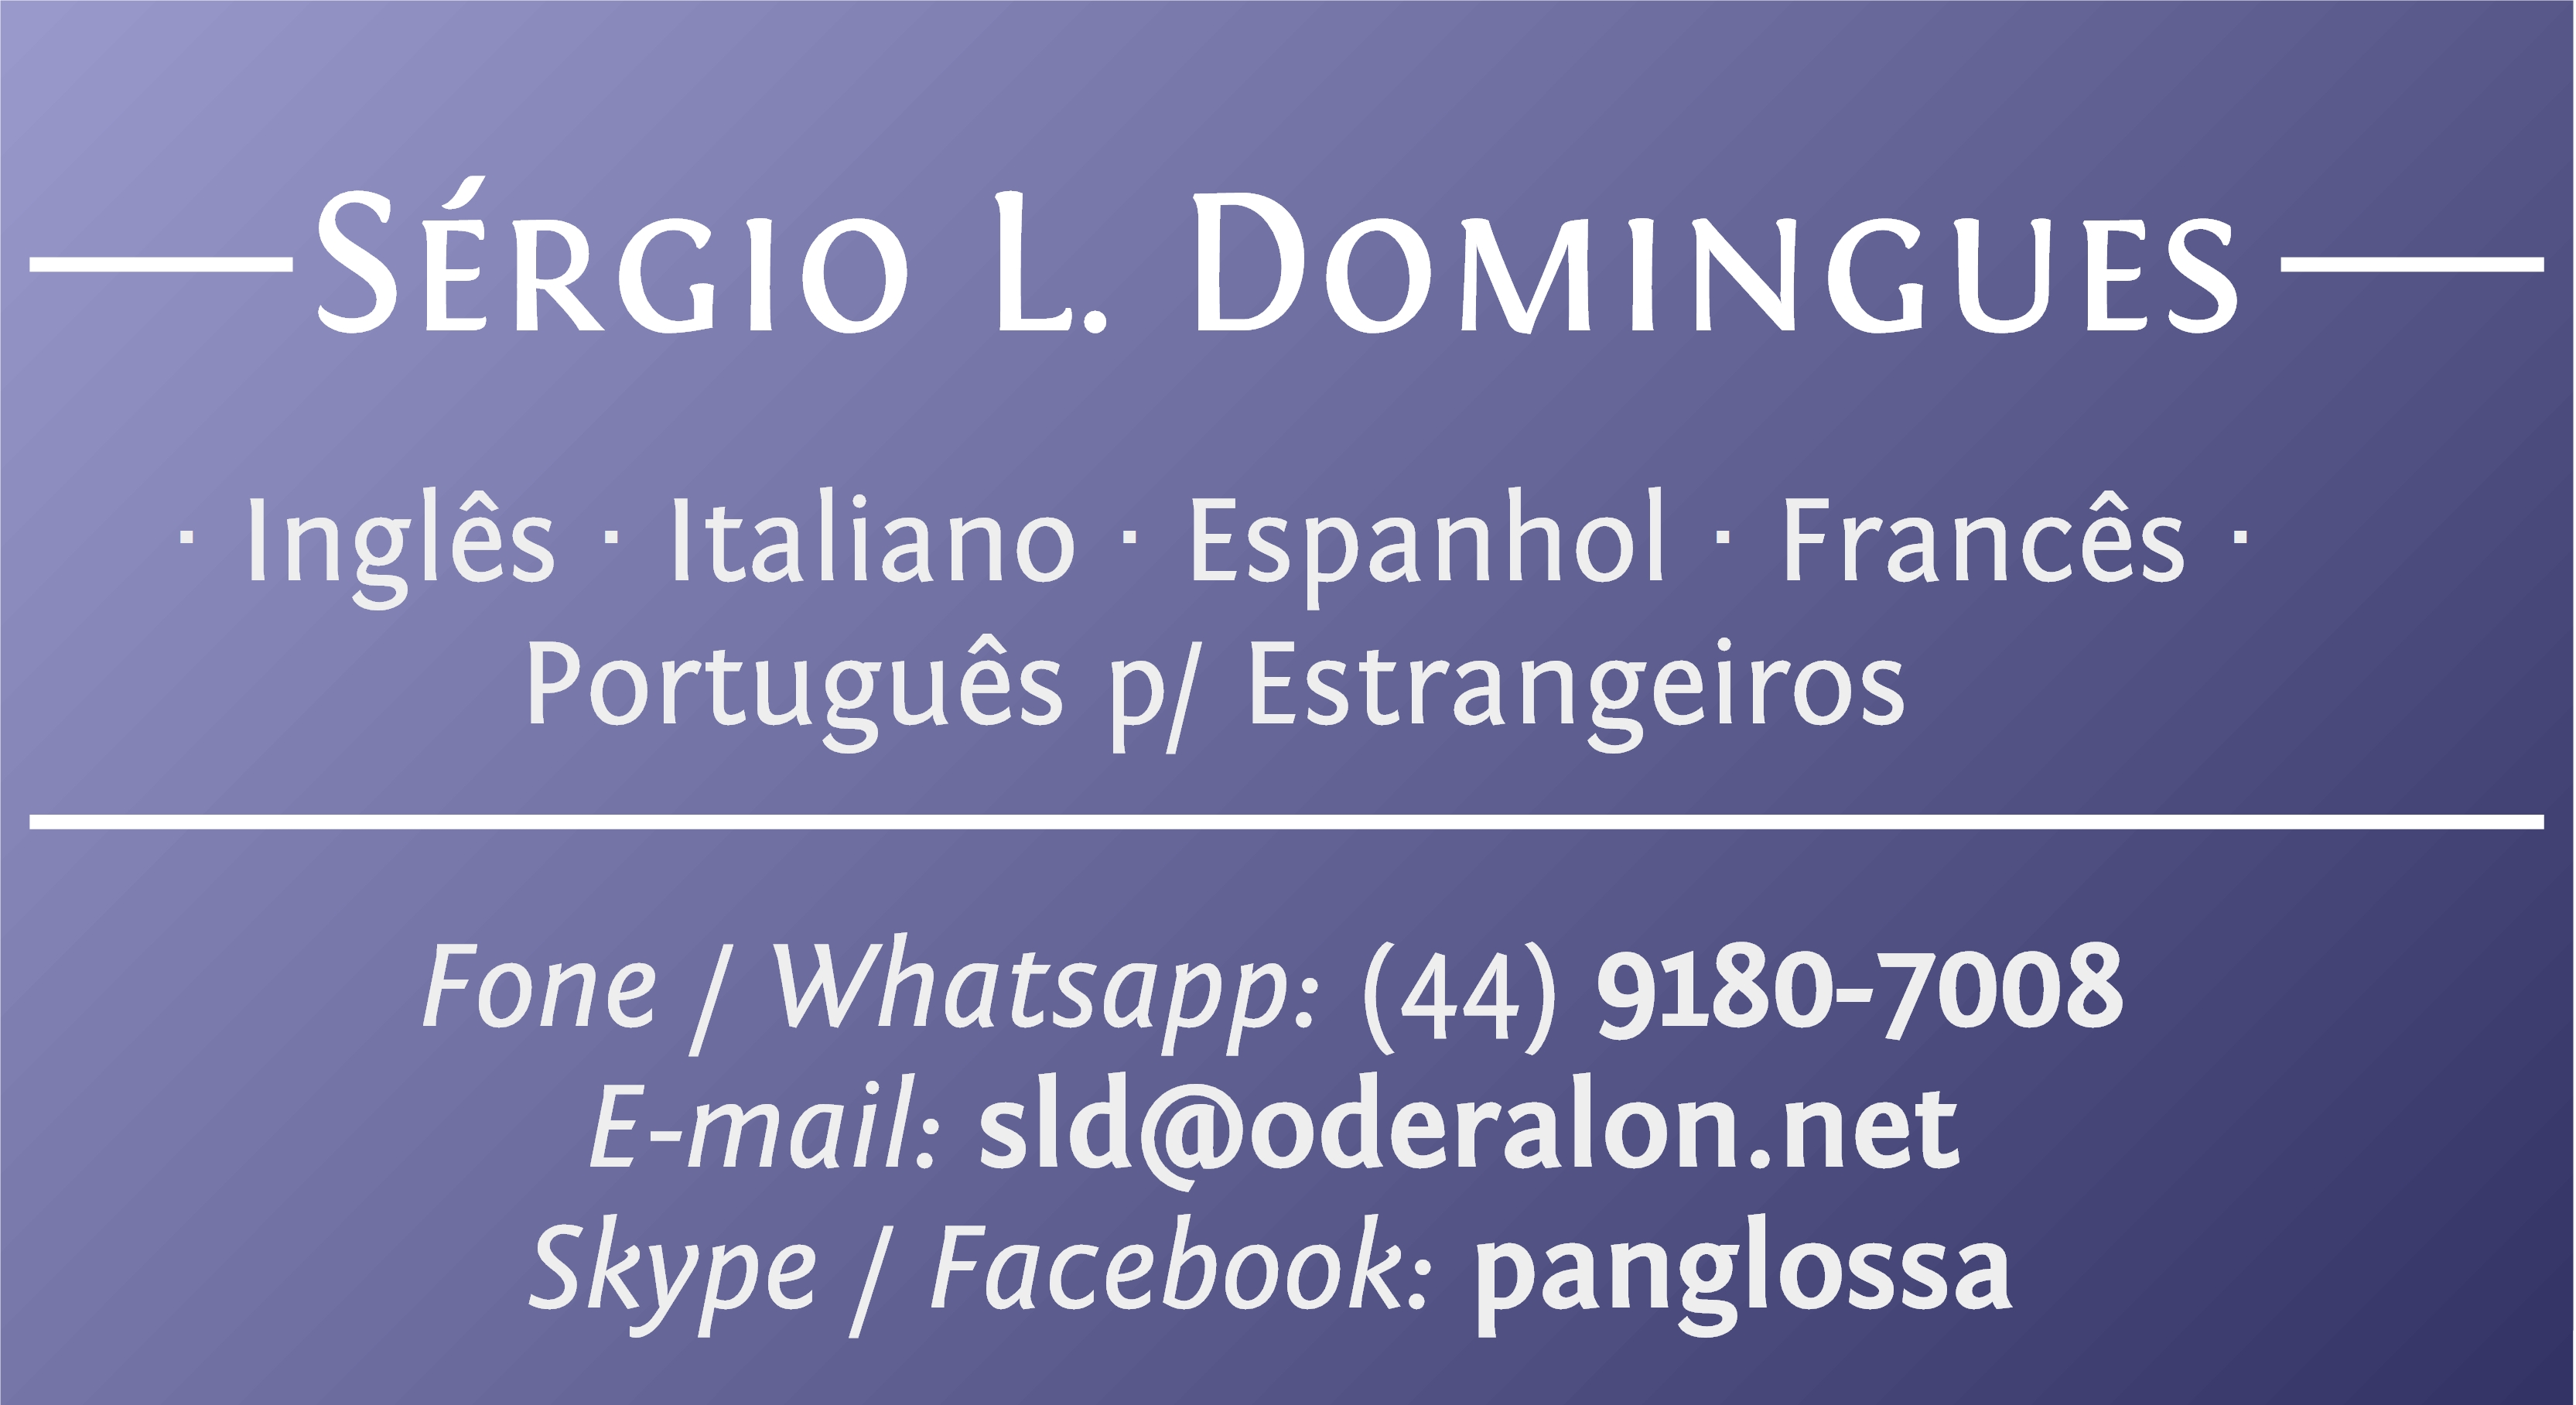 Sérgio L. Domingues
· Inglês · Italiano · Espanhol · Francês ·
Português p/ Estrangeiros
Fone / Whatsapp: (44) 9180-7008
E-mail: sld@oderalon.net
Skype / Facebook: panglossa